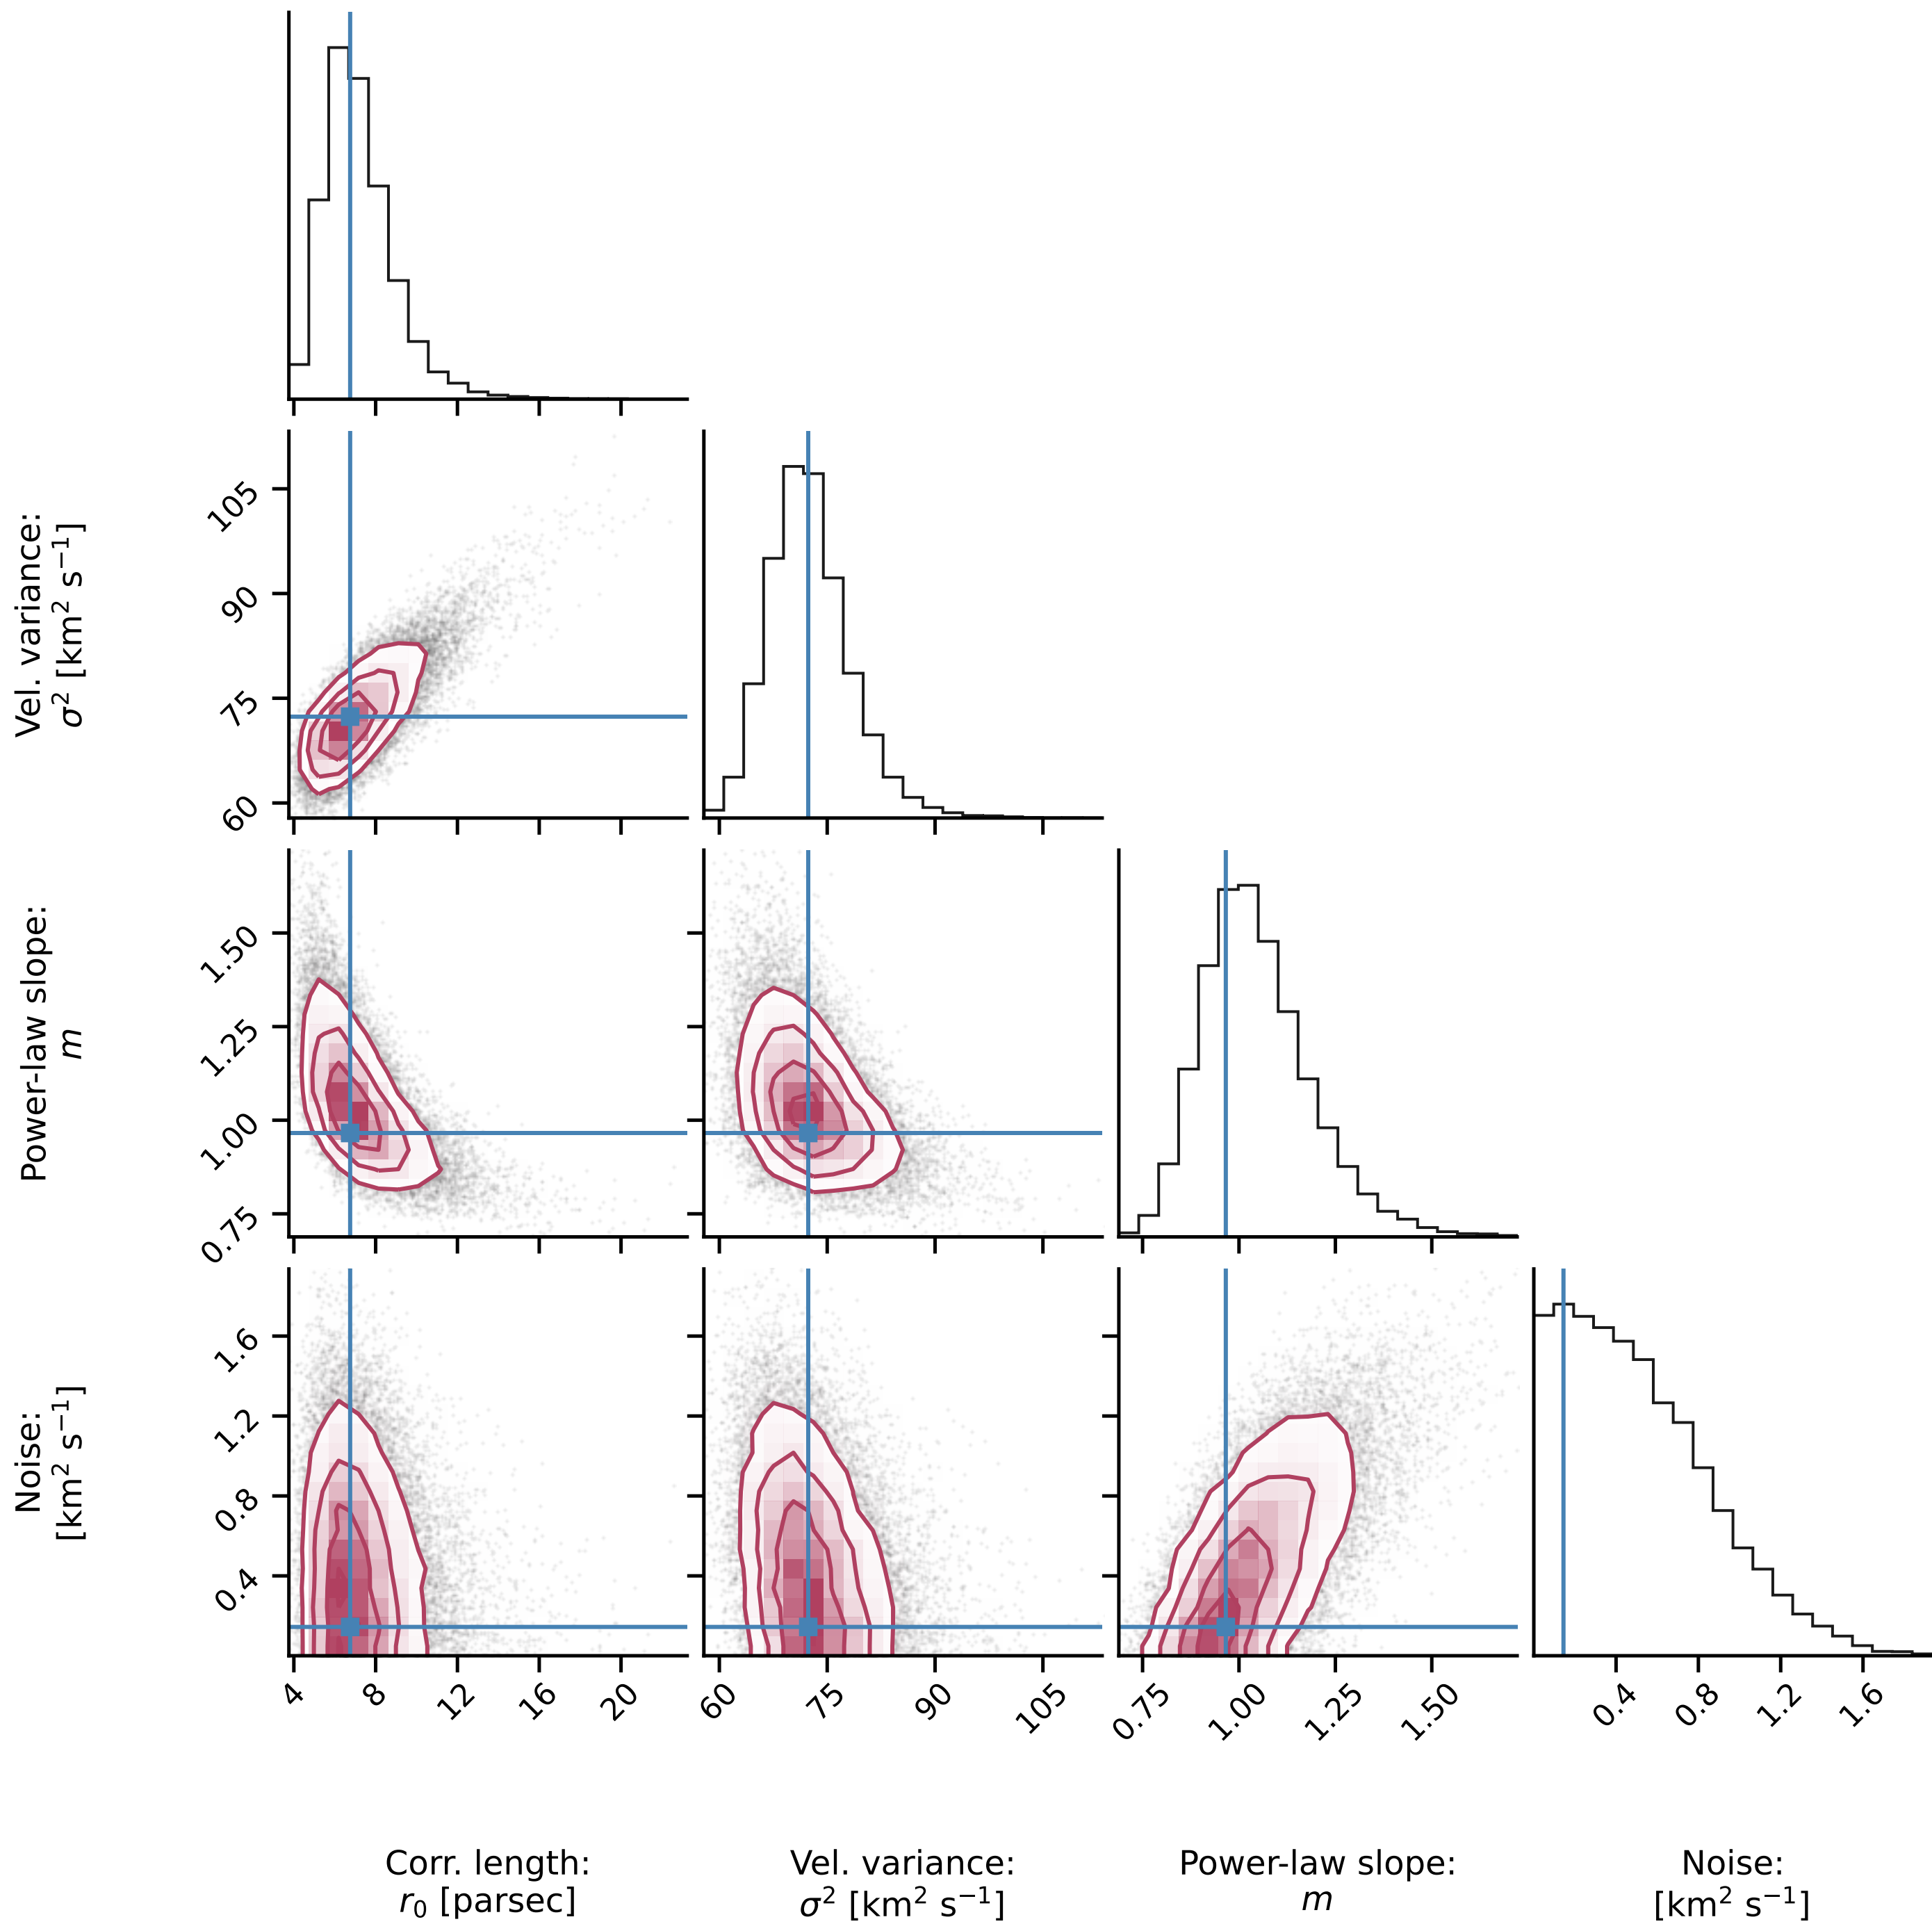 Vel. variance:
σ² [km² s⁻¹]
105
90
75
60
Power-law slope:
m
1.50
1.25
1.00
0.75
Noise:
[km² s⁻¹]
1.6
1.2
0.8
0.4
4 8 12 16 20
60 75 90 105
0.75 1.00 1.25 1.50
0.4 0.8 1.2 1.6
Corr. length:
r₀ [parsec]
Vel. variance:
σ² [km² s⁻¹]
Power-law slope:
m
Noise:
[km² s⁻¹]